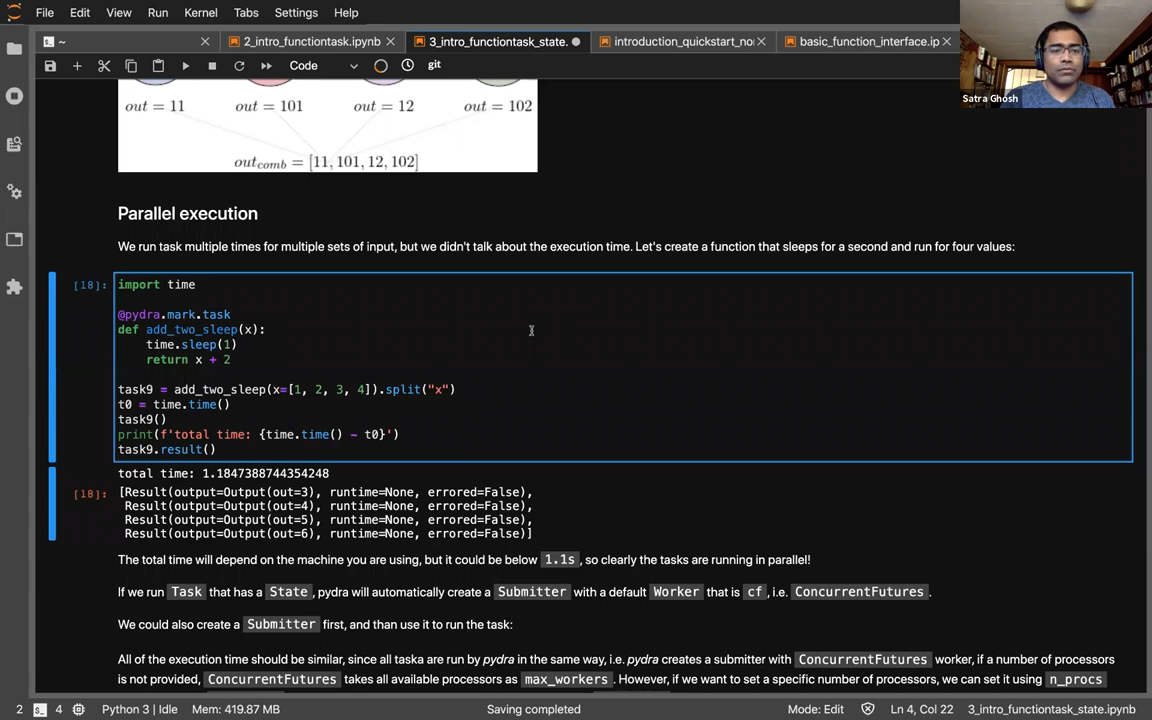 File Edit View Run Kernel Tabs Settings Help
~
2_intro_functiontask.ipynb
3_intro_functiontask_state.
introduction_quickstart_no
basic_function_interface.ip
Code
git
Satra Ghosh
out = 11 out = 101 out = 12 out = 102
outcomb = [11, 101, 12, 102]
Parallel execution
We run task multiple times for multiple sets of input, but we didn't talk about the execution time. Let's create a function that sleeps for a second and run for four values:
[18]: import time
@pydra.mark.task
def add_two_sleep(x):
    time.sleep(1)
    return x + 2
task9 = add_two_sleep(x=[1, 2, 3, 4]).split("x")
t0 = time.time()
task9()
print(f'total time: {time.time() - t0}')
task9.result()
total time: 1.1847388744354248
[18]: [Result(output=Output(out=3), runtime=None, errored=False),
Result(output=Output(out=4), runtime=None, errored=False),
Result(output=Output(out=5), runtime=None, errored=False),
Result(output=Output(out=6), runtime=None, errored=False)]
The total time will depend on the machine you are using, but it could be below 1.1s, so clearly the tasks are running in parallel!
If we run Task that has a State, pydra will automatically create a Submitter with a default Worker that is cf, i.e. ConcurrentFutures.
We could also create a Submitter first, and than use it to run the task:
All of the execution time should be similar, since all taska are run by pydra in the same way, i.e. pydra creates a submitter with ConcurrentFutures worker, if a number of processors
is not provided, ConcurrentFutures takes all available processors as max_workers. However, if we want to set a specific number of processors, we can set it using n_procs
2 4 Python 3 | Idle Mem: 419.87 MB Saving completed Mode: Edit Ln 4, Col 22 3_intro_functiontask_state.ipynb